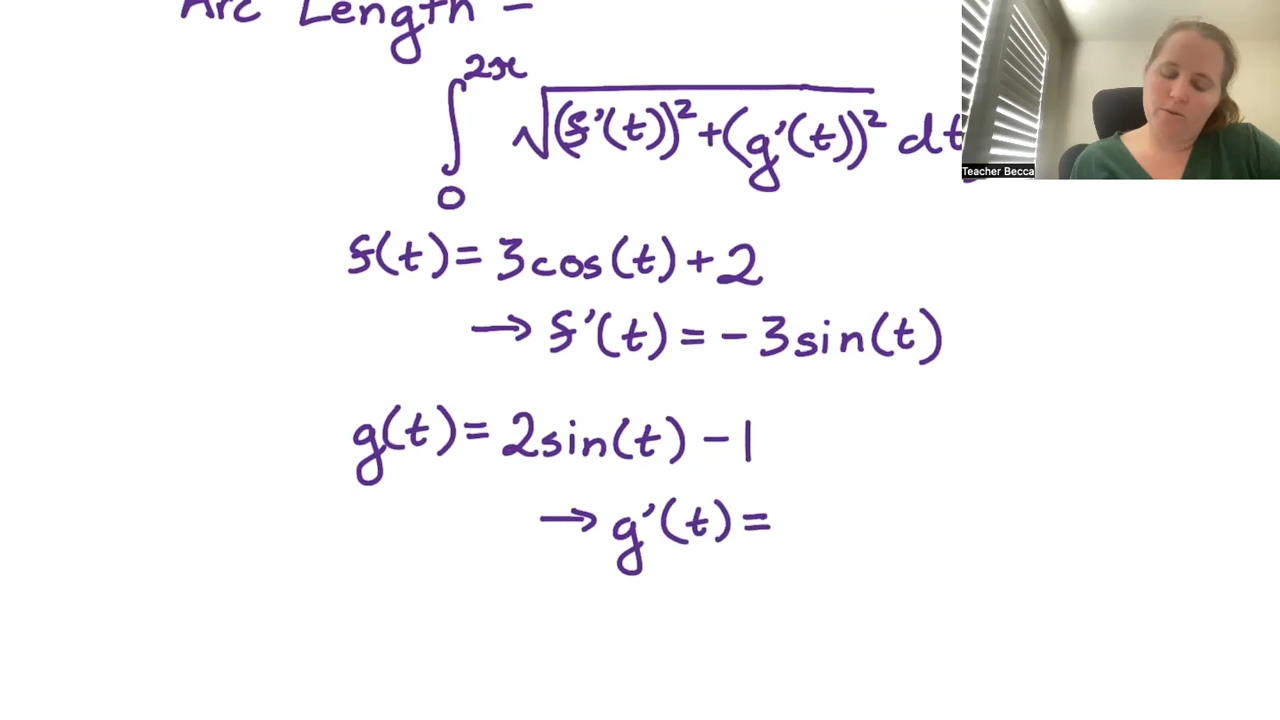 Arc Length =
∫₀^{2π} √((f'(t))² + (g'(t))²) dt
Teacher Becca
f(t) = 3cos(t) + 2
→ f'(t) = -3sin(t)
g(t) = 2sin(t) - 1
→ g'(t) =